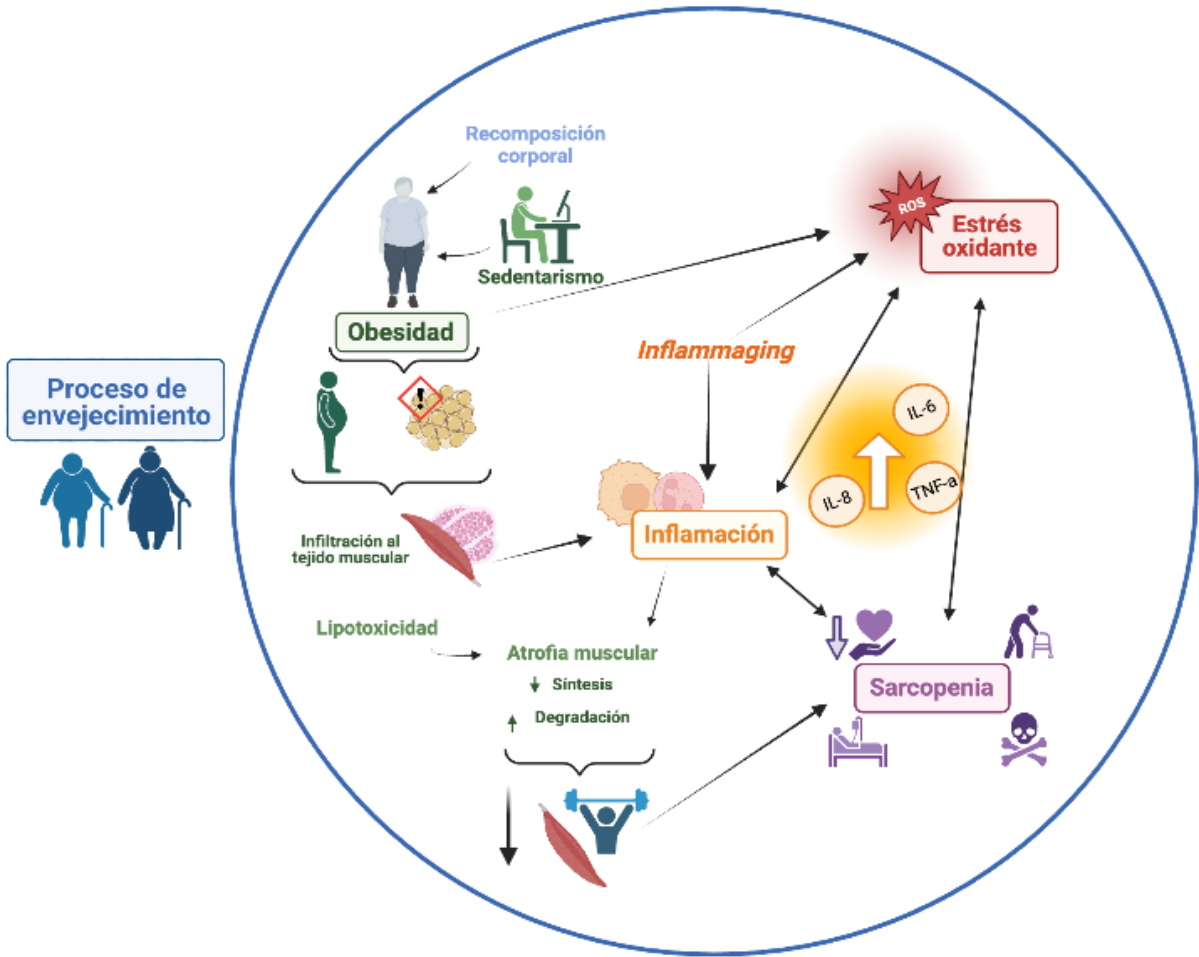 Proceso de
envejecimiento
Recomposición
corporal
Sedentarismo
Obesidad
!
Infiltración al
tejido muscular
Lipotoxicidad
Atrofia muscular
Síntesis
Degradación
Inflammaging
Inflamación
ROS
Estrés
oxidante
IL-6
IL-8
TNF-a
Sarcopenia